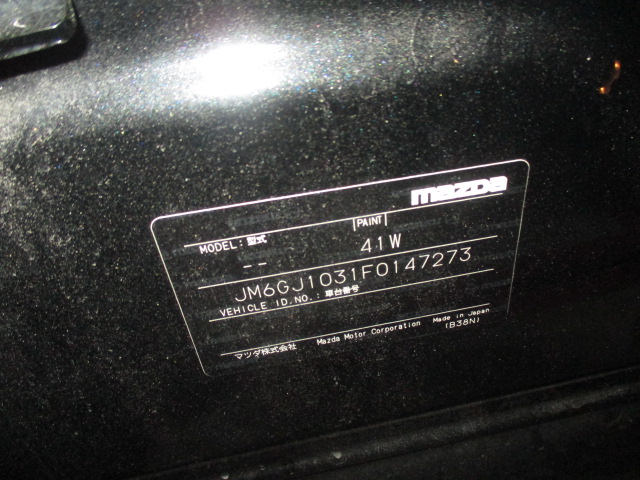 mazda
MODEL: 型式 PAINT
-- 41W
JM6GJ1031F0147273
VEHICLE ID.NO.: 車台番号
マツダ株式会社 Mazda Motor Corporation Made in Japan
(B38N)